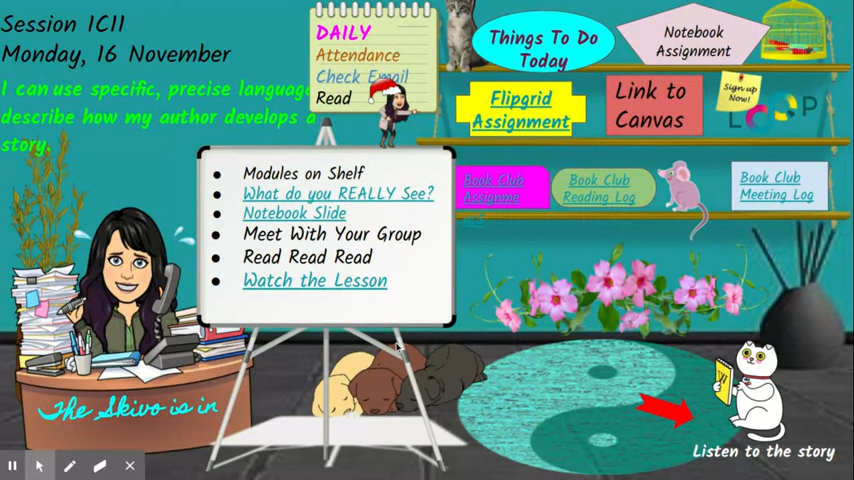 Session 1C11
Monday, 16 November
I can use specific, precise language
describe how my author develops a
story.
DAILY
Attendance
Check Email
Read
Things To Do
Today
Notebook
Assignment
Flipgrid
Assignment
Link to
Canvas
Sign up
Now!
LOOP
Book Club
Assignme
nts
Book Club
Reading Log
Book Club
Meeting Log
Modules on Shelf
What do you REALLY See?
Notebook Slide
Meet With Your Group
Read Read Read
Watch the Lesson
The Skivo is in
Listen to the story